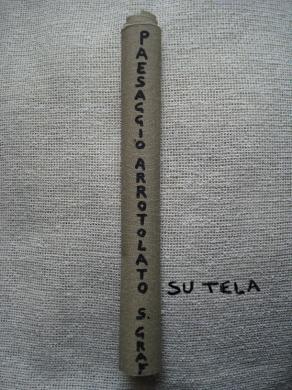 PAESAGGIO ARROTOLATO S. GRAF
SU TELA